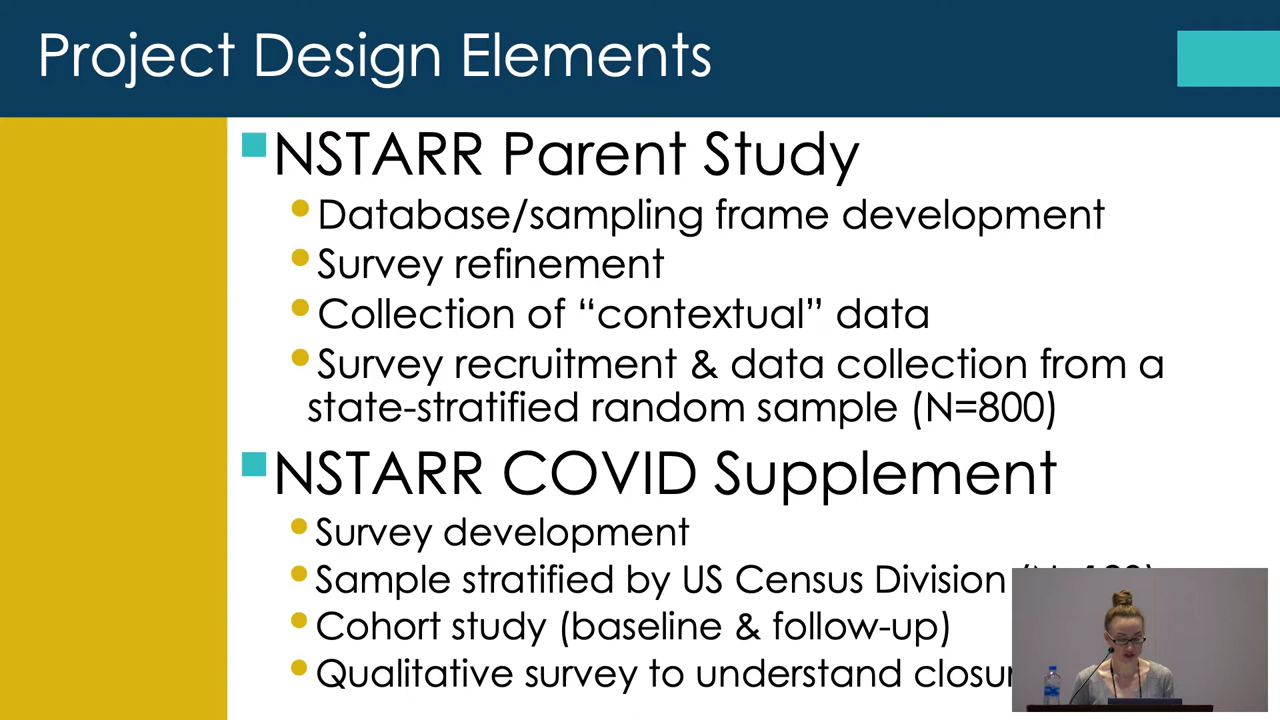 Project Design Elements
NSTARR Parent Study
Database/sampling frame development
Survey refinement
Collection of “contextual” data
Survey recruitment & data collection from a
state-stratified random sample (N=800)
NSTARR COVID Supplement
Survey development
Sample stratified by US Census Division
Cohort study (baseline & follow-up)
Qualitative survey to understand